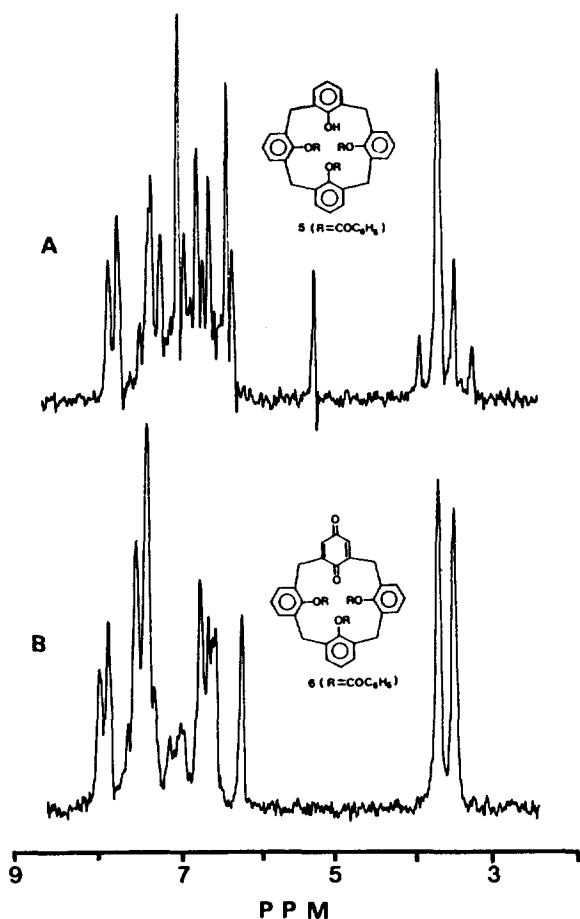 OH
OR
RO
OR
5 (R=COC₆H₅)
A
O
OR
RO
OR
O
6 (R=COC₆H₅)
B
9 7 5 3
PPM